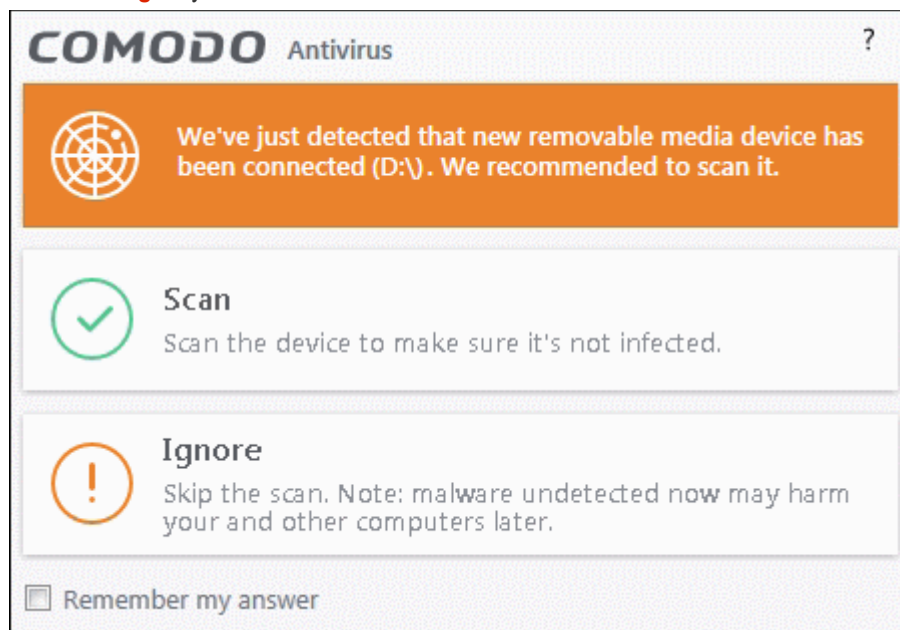 COMODO Antivirus ?
We've just detected that new removable media device has
been connected (D:\). We recommended to scan it.
Scan
Scan the device to make sure it's not infected.
Ignore
Skip the scan. Note: malware undetected now may harm
your and other computers later.
Remember my answer